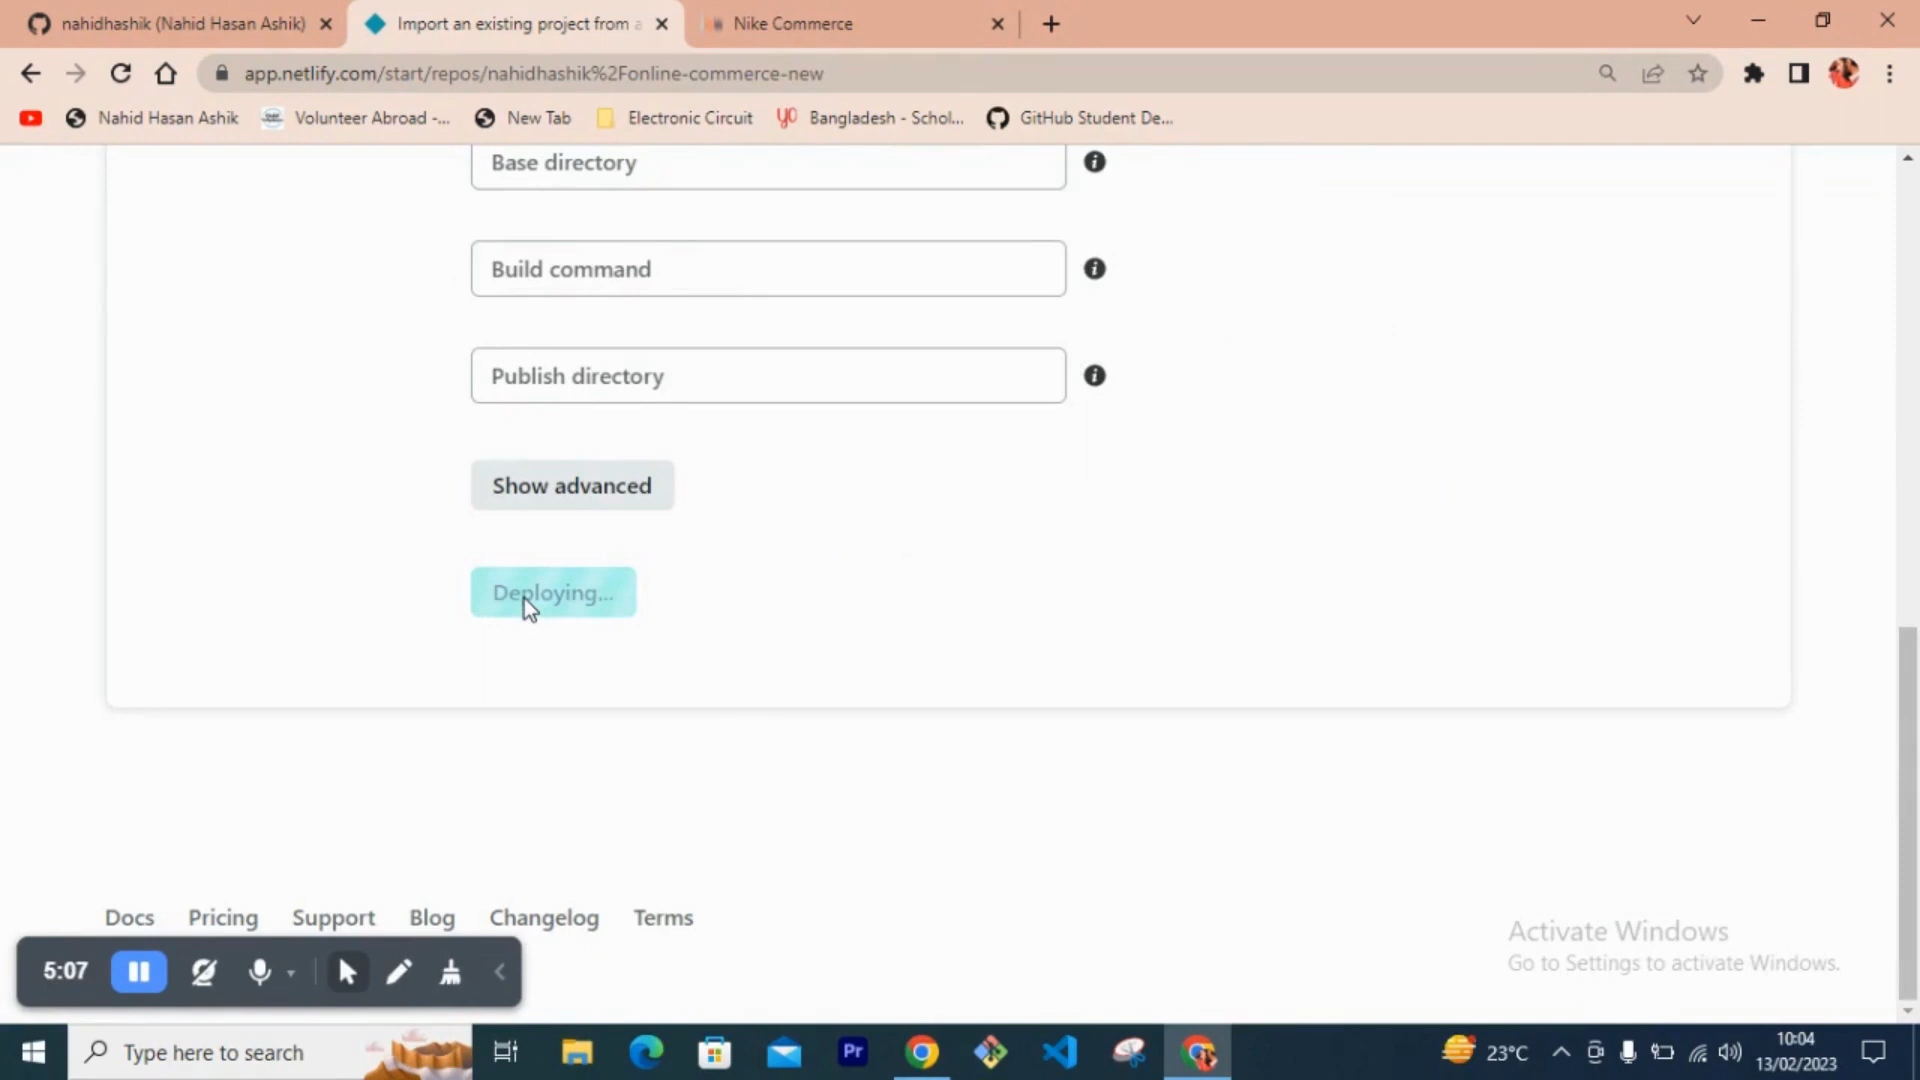 nahidhashik (Nahid Hasan Ashik)
Import an existing project from a
Nike Commerce
app.netlify.com/start/repos/nahidhashik%2Fonline-commerce-new
Nahid Hasan Ashik
Volunteer Abroad -...
New Tab
Electronic Circuit
Bangladesh - Schol...
GitHub Student De...
Base directory
Build command
Publish directory
Show advanced
Deploying...
Docs
Pricing
Support
Blog
Changelog
Terms
Activate Windows
Go to Settings to activate Windows.
5:07
Type here to search
Pr
23°C
10:04
13/02/2023